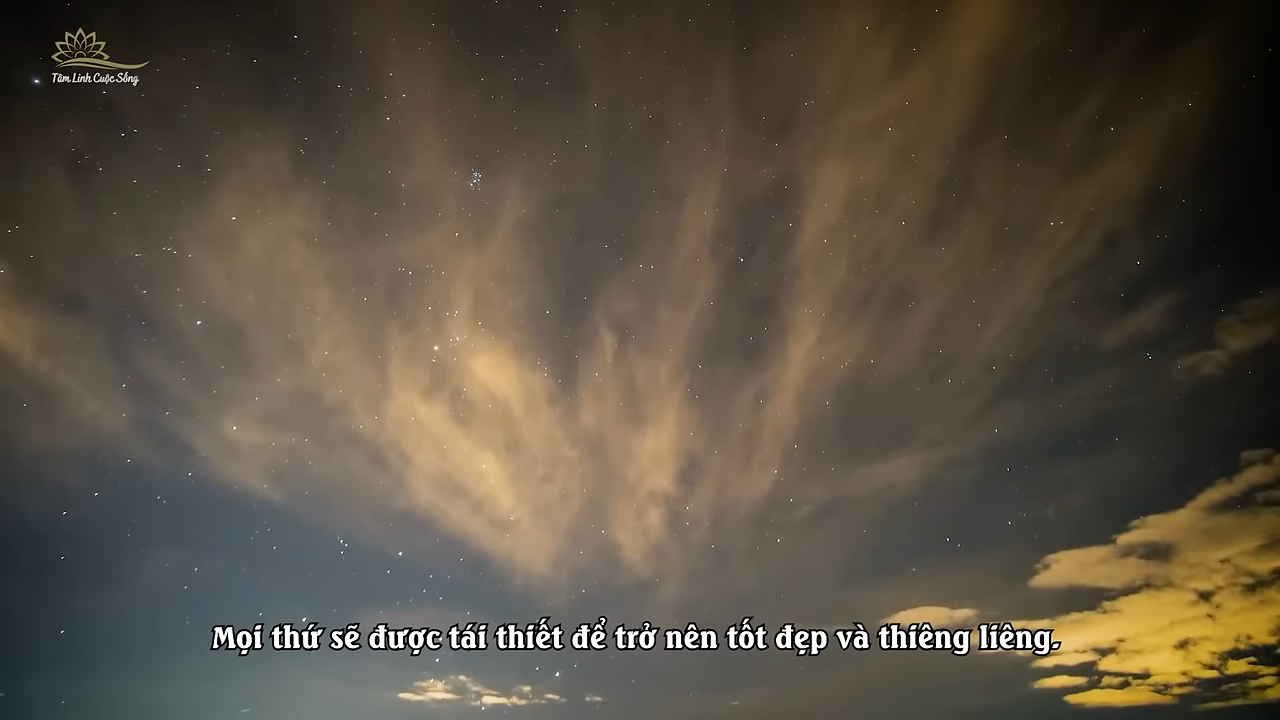 Tâm Linh Cuộc Sống
Mọi thứ sẽ được tái thiết để trở nên tốt đẹp và thiêng liêng.